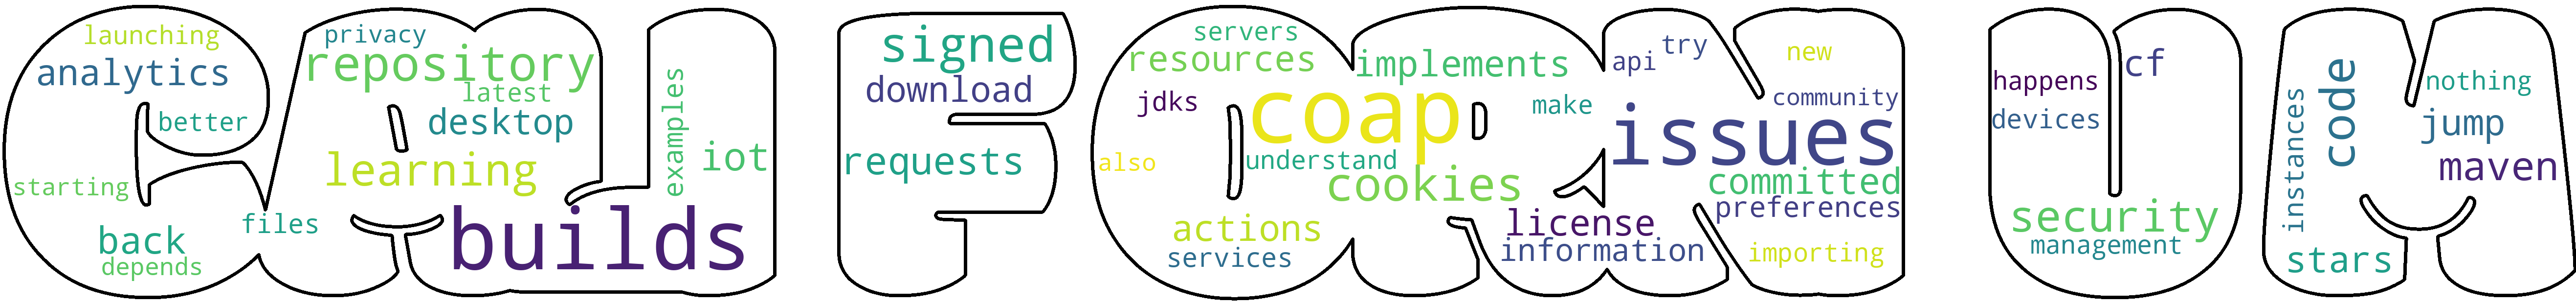 launching
analytics
better
starting
back
depends
files
privacy
repository
latest
desktop
learning
builds
examples
iot
signed
download
requests
servers
resources
jdks
also
coap
understand
cookies
actions
services
implements
make
license
information
api
try
issues
new
community
committed
preferences
importing
happens
devices
cf
security
management
instances
code
stars
nothing
jump
maven